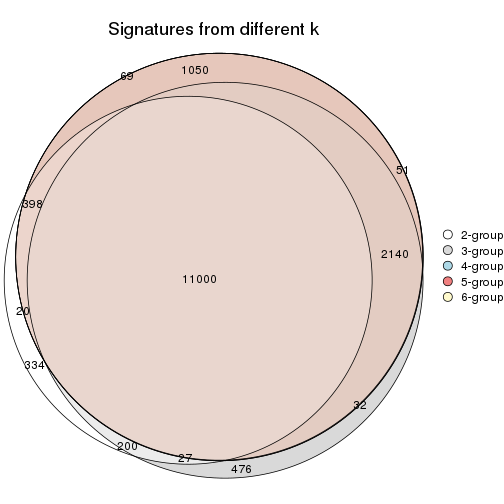 Signatures from different k
69
1050
51
398
2140
11000
20
334
32
200
27
476
2-group
3-group
4-group
5-group
6-group